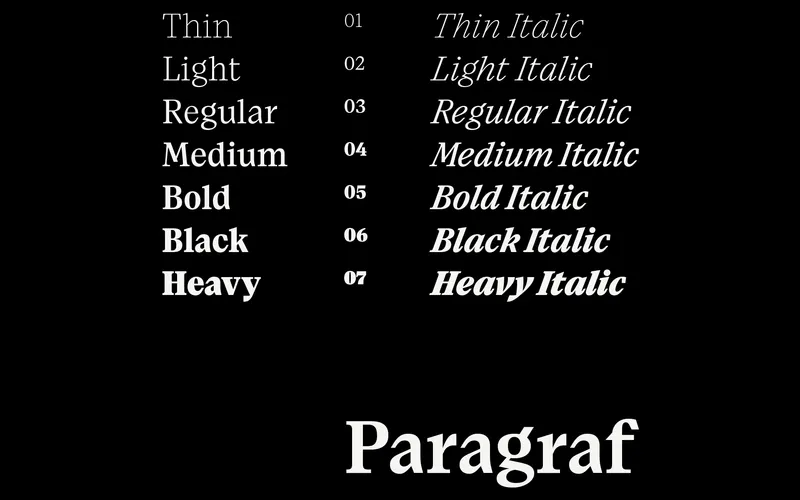 Thin 01 Thin Italic
Light 02 Light Italic
Regular 03 Regular Italic
Medium 04 Medium Italic
Bold 05 Bold Italic
Black 06 Black Italic
Heavy 07 Heavy Italic
Paragraf